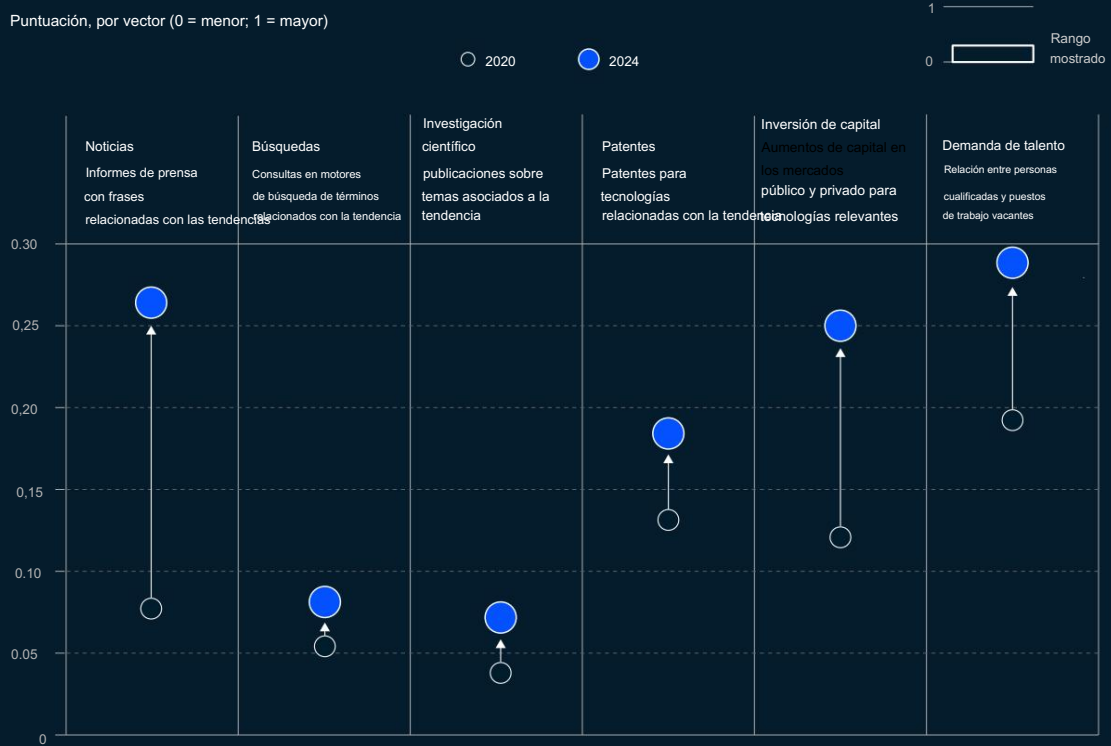 Puntuación, por vector (0 = menor; 1 = mayor)
1
0
Rango
mostrado
2020
2024
Noticias
Informes de prensa
con frases
relacionadas con las tendencias
Búsquedas
Consultas en motores
de búsqueda de términos
relacionados con la tendencia
Investigación
científico
publicaciones sobre
temas asociados a la
tendencia
Patentes
Patentes para
tecnologías
relacionadas con la tendencia
Inversión de capital
Aumentos de capital en
los mercados
público y privado para
tecnologías relevantes
Demanda de talento
Relación entre personas
cualificadas y puestos
de trabajo vacantes
0.30
0,25
0,20
0,15
0.10
0.05
0